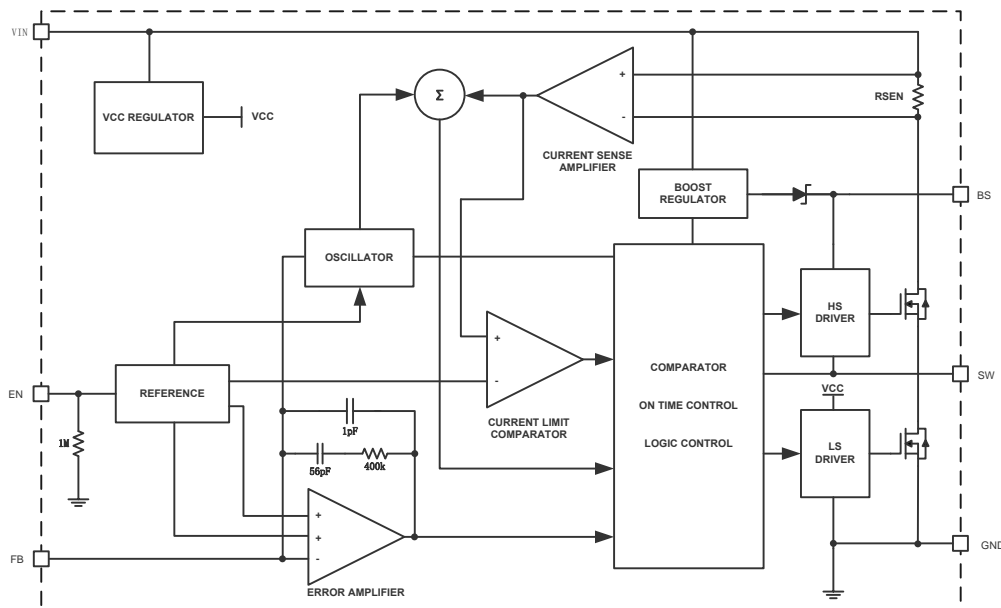 VIN
VCC REGULATOR
VCC
Σ
+
-
CURRENT SENSE
AMPLIFIER
RSEN
BOOST
REGULATOR
BS
OSCILLATOR
HS
DRIVER
+
-
CURRENT LIMIT
COMPARATOR
COMPARATOR
ON TIME CONTROL
LOGIC CONTROL
SW
EN
REFERENCE
1M
1pF
56pF
400k
VCC
LS
DRIVER
+
+
-
ERROR AMPLIFIER
FB
GND